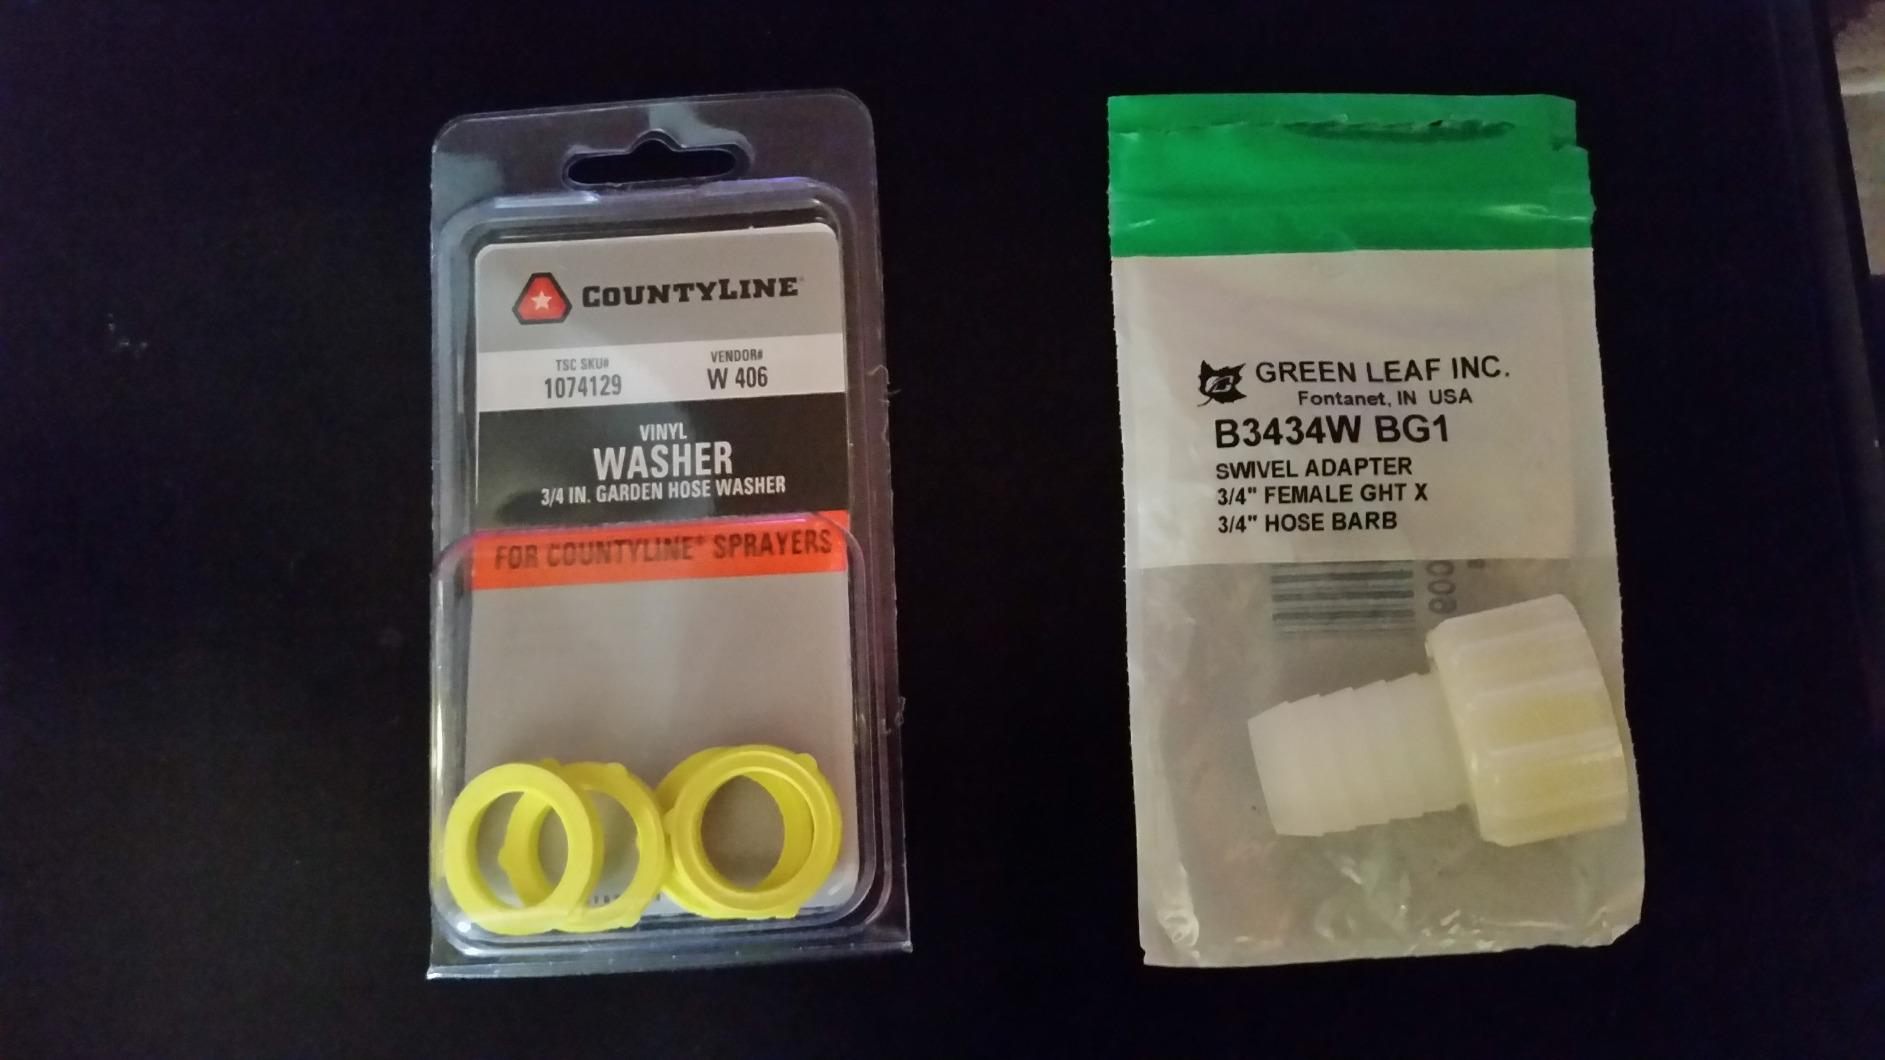 COUNTYLINE
TSC SKU#
1074129
VENDOR#
W 406
VINYL
WASHER
3/4 IN. GARDEN HOSE WASHER
FOR COUNTYLINE® SPRAYERS
GREEN LEAF INC.
Fontanet, IN USA
B3434W BG1
SWIVEL ADAPTER
3/4" FEMALE GHT X
3/4" HOSE BARB